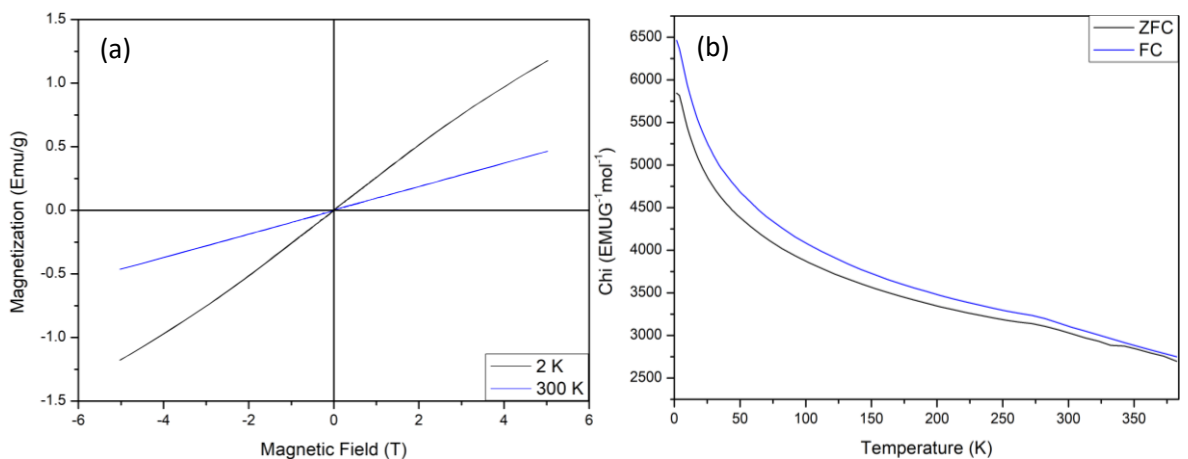 (a)
Magnetization (Emu/g)
1.5
1.0
0.5
0.0
-0.5
-1.0
-1.5
-6 -4 -2 0 2 4 6
Magnetic Field (T)
2 K
300 K
(b)
Chi (EMUG⁻¹mol⁻¹)
6500
6000
5500
5000
4500
4000
3500
3000
2500
0 50 100 150 200 250 300 350
Temperature (K)
ZFC
FC